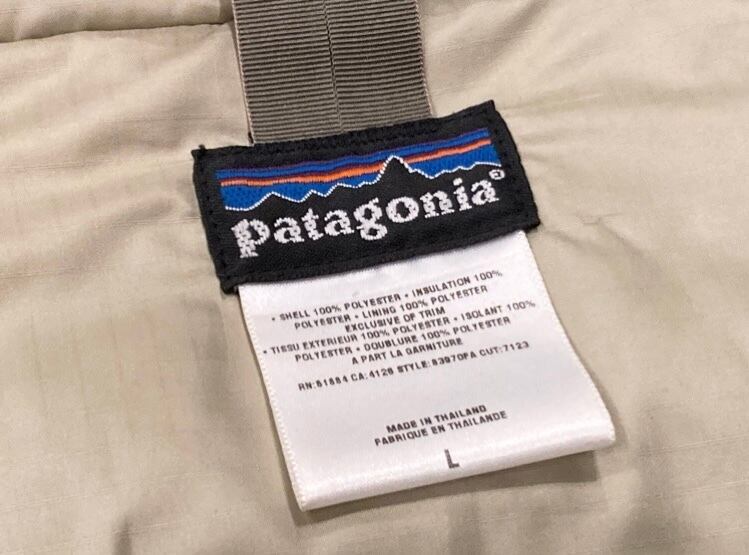 patagonia®
• SHELL 100% POLYESTER • INSULATION 100%
POLYESTER • LINING 100% POLYESTER
EXCLUSIVE OF TRIM
• TISSU EXTERIEUR 100% POLYESTER • ISOLANT 100%
POLYESTER • DOUBLURE 100% POLYESTER
A PART LA GARNITURE
RN:51884 CA:4128 STYLE:83970FA CUT:7123
MADE IN THAILAND
FABRIQUE EN THAILANDE
L